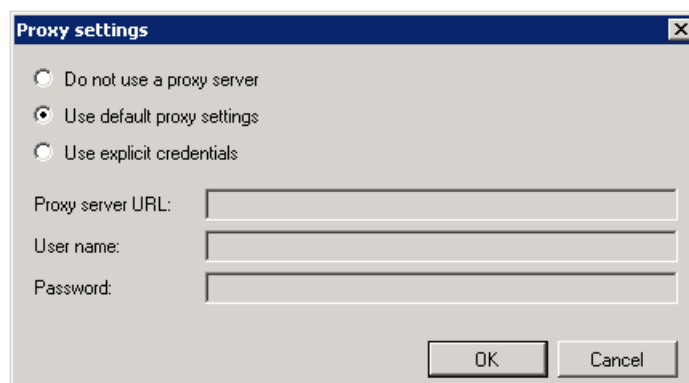 Proxy settings
Do not use a proxy server
Use default proxy settings
Use explicit credentials
Proxy server URL:
User name:
Password:
OK Cancel